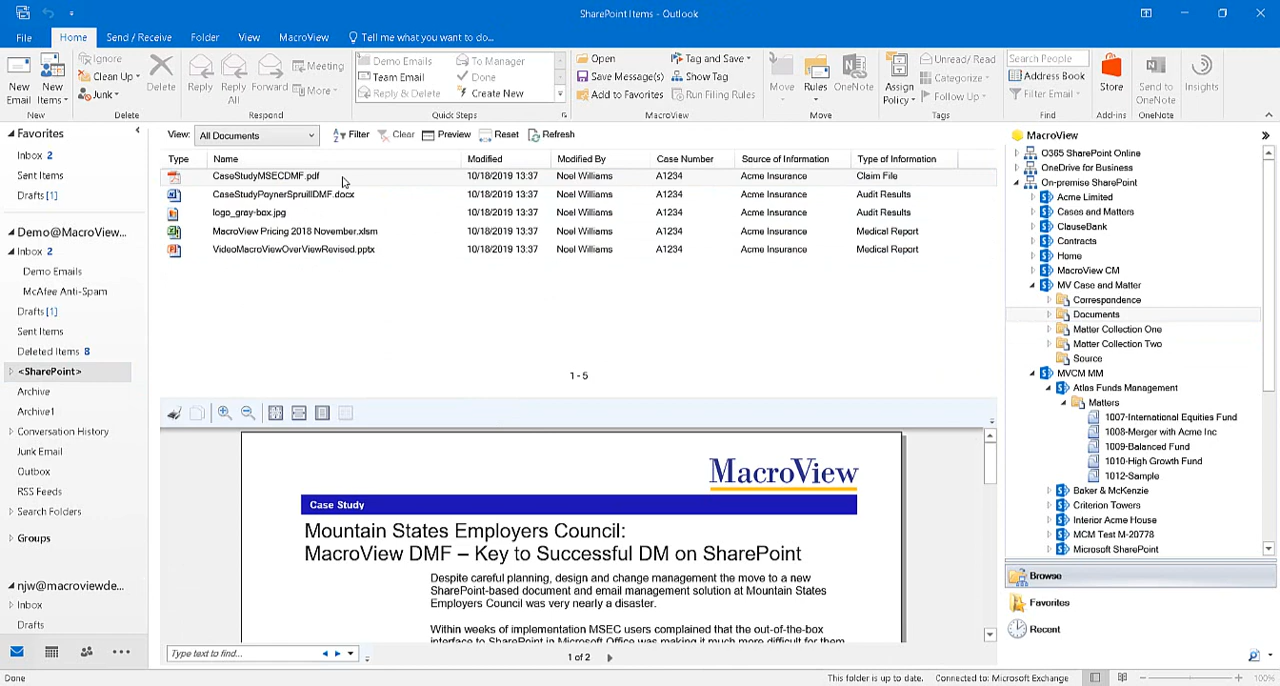 SharePoint Items - Outlook
File Home Send / Receive Folder View MacroView Tell me what you want to do...
New Email
New Items
New
Ignore
Clean Up
Junk
Delete
Delete
Reply
Reply All
Forward
Meeting
More
Respond
Demo Emails
Team Email
Reply & Delete
To Manager
Done
Create New
Quick Steps
Open
Save Message(s)
Add to Favorites
Tag and Save
Show Tag
Run Filing Rules
MacroView
Move
Rules
OneNote
Move
Assign Policy
Unread/ Read
Categorize
Follow Up
Tags
Search People
Address Book
Filter Email
Find
Store
Add-ins
Send to OneNote
OneNote
Insights
Favorites
Inbox 2
Sent Items
Drafts [1]
Demo@MacroView...
Inbox 2
Demo Emails
McAfee Anti-Spam
Drafts [1]
Sent Items
Deleted Items 8
<SharePoint>
Archive
Archive1
Conversation History
Junk Email
Outbox
RSS Feeds
Search Folders
Groups
njw@macroviewde...
Inbox
Drafts
View: All Documents Filter Clear Preview Reset Refresh
Type Name Modified Modified By Case Number Source of Information Type of Information
CaseStudyMSECDMF.pdf 10/18/2019 13:37 Noel Williams A1234 Acme Insurance Claim File
CaseStudyPoynerSpruillDMF.docx 10/18/2019 13:37 Noel Williams A1234 Acme Insurance Audit Results
logo_gray-box.jpg 10/18/2019 13:37 Noel Williams A1234 Acme Insurance Audit Results
MacroView Pricing 2018 November.xlsm 10/18/2019 13:37 Noel Williams A1234 Acme Insurance Medical Report
VideoMacroViewOverViewRevised.pptx 10/18/2019 13:37 Noel Williams A1234 Acme Insurance Medical Report
1 - 5
MacroView
Case Study
Mountain States Employers Council:
MacroView DMF – Key to Successful DM on SharePoint
Despite careful planning, design and change management the move to a new
SharePoint-based document and email management solution at Mountain States
Employers Council was very nearly a disaster.
Within weeks of implementation MSEC users complained that the out-of-the-box
interface to SharePoint in Microsoft Office was making it much more difficult for them
Type text to find...
1 of 2
MacroView
O365 SharePoint Online
OneDrive for Business
On-premise SharePoint
Acme Limited
Cases and Matters
ClauseBank
Contracts
Home
MacroView CM
MV Case and Matter
Correspondence
Documents
Matter Collection One
Matter Collection Two
Source
MVCM MM
Atlas Funds Management
Matters
1007-International Equities Fund
1008-Merger with Acme Inc
1009-Balanced Fund
1010-High Growth Fund
1012-Sample
Baker & McKenzie
Criterion Towers
Interior Acme House
MCM Test M-20778
Microsoft SharePoint
Browse
Favorites
Recent
Done
This folder is up to date. Connected to: Microsoft Exchange 100%